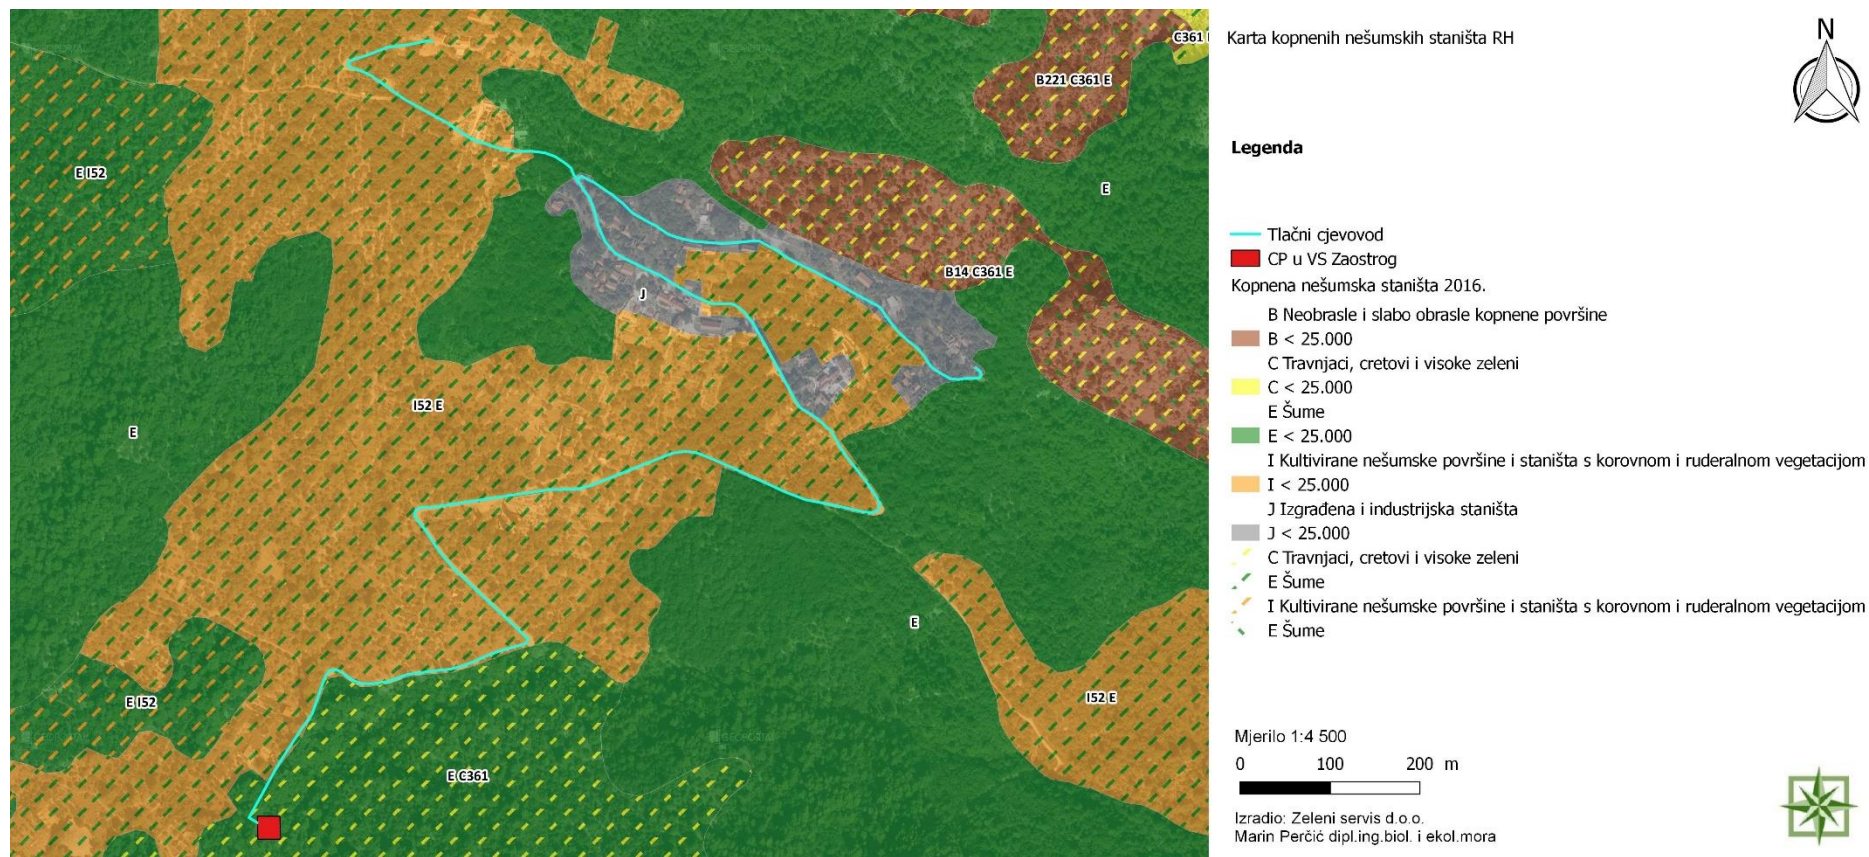 Karta kopnenih nešumskih staništa RH
N
Legenda
Tlačni cjevovod
CP u VS Zaostrog
Kopnena nešumska staništa 2016.
B Neobrasle i slabo obrasle kopnene površine
B < 25.000
C Travnjaci, cretovi i visoke zeleni
C < 25.000
E Šume
E < 25.000
I Kultivirane nešumske površine i staništa s korovnom i ruderalnom vegetacijom
I < 25.000
J Izgrađena i industrijska staništa
J < 25.000
C Travnjaci, cretovi i visoke zeleni
E Šume
I Kultivirane nešumske površine i staništa s korovnom i ruderalnom vegetacijom
E Šume
Mjerilo 1:4 500
0 100 200 m
Izradio: Zeleni servis d.o.o.
Marin Perčić dipl.ing.biol. i ekol.mora
C361
B221 C361 E
E I52
E
B14 C361 E
J
I52 E
E
E
I52 E
E I52
E C361